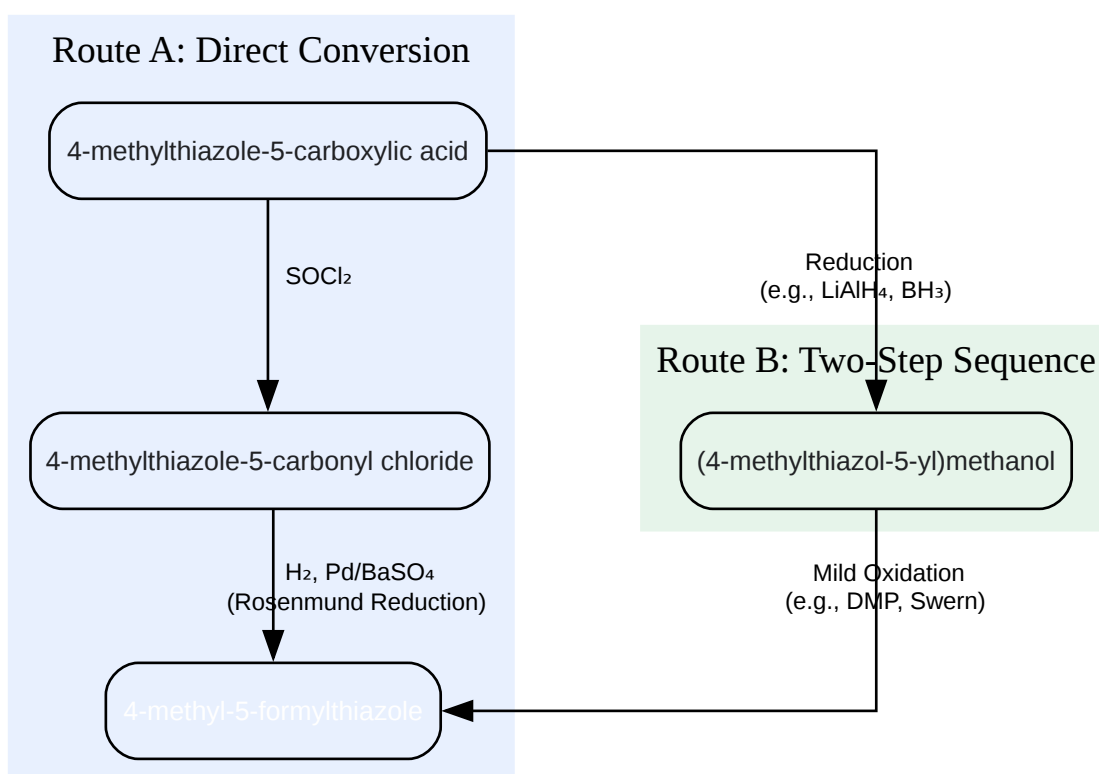 Route A: Direct Conversion
4-methylthiazole-5-carboxylic acid
SOCl₂
Reduction
(e.g., LiAlH₄, BH₃)
Route B: Two-Step Sequence
4-methylthiazole-5-carbonyl chloride
(4-methylthiazol-5-yl)methanol
H₂, Pd/BaSO₄
(Rosenmund Reduction)
Mild Oxidation
(e.g., DMP, Swern)
4-methyl-5-formylthiazole